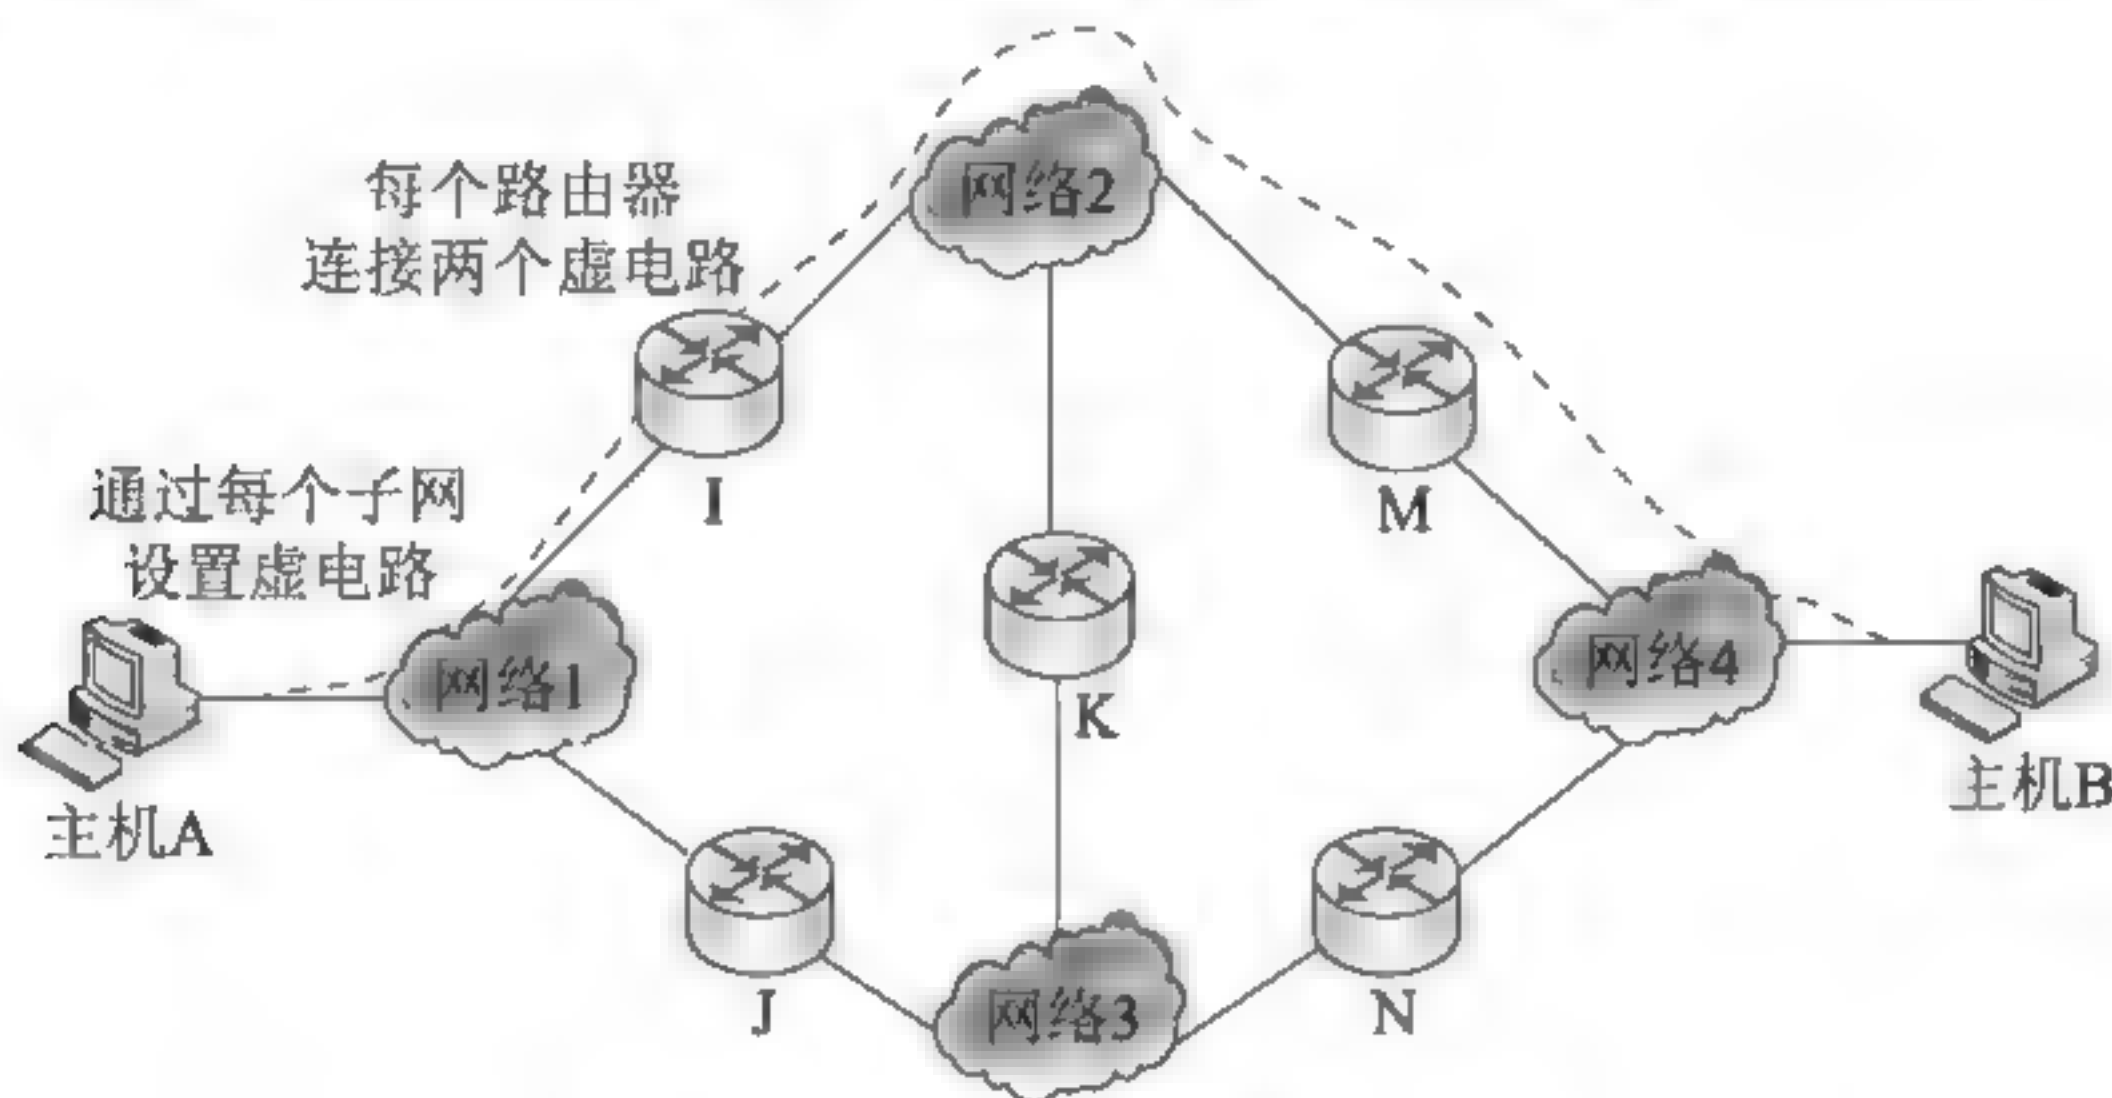 网络2
每个路由器
连接两个虚电路
I
M
通过每个子网
设置虚电路
网络1
K
网络4
主机A
主机B
J
网络3
N